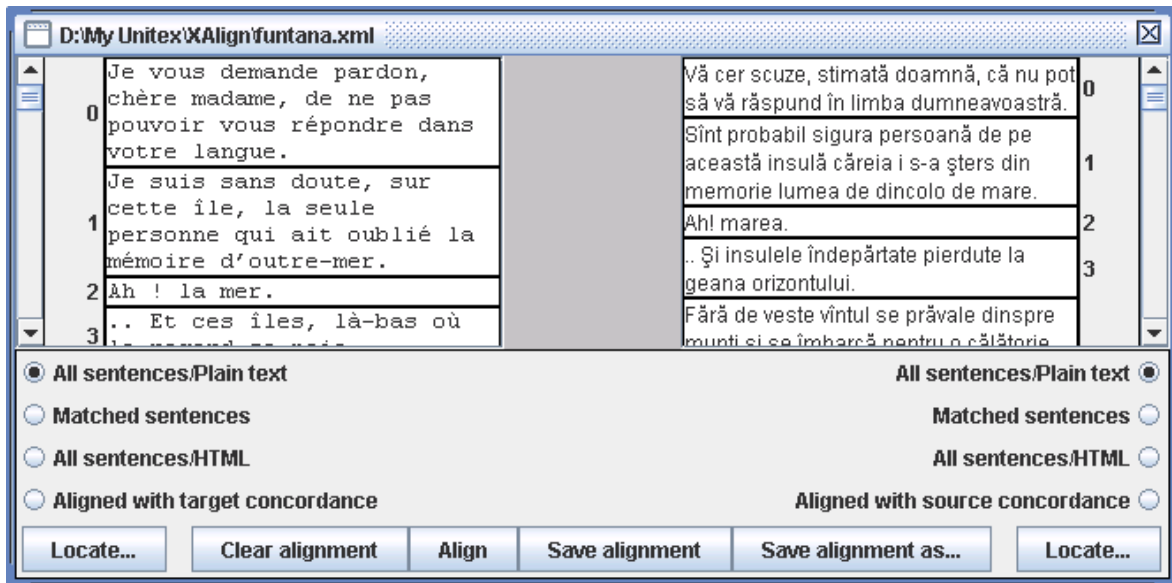 D:\My Unitex\XAlign\funtana.xml
0
Je vous demande pardon,
chère madame, de ne pas
pouvoir vous répondre dans
votre langue.
1
Je suis sans doute, sur
cette île, la seule
personne qui ait oublié la
mémoire d'outre-mer.
2
Ah ! la mer.
3
.. Et ces îles, là-bas où
Vă cer scuze, stimată doamnă, că nu pot
să vă răspund în limba dumneavoastră.
0
Sînt probabil sigura persoană de pe
această insulă căreia i s-a şters din
memorie lumea de dincolo de mare.
1
Ah! marea.
2
.. Şi insulele îndepărtate pierdute la
geana orizontului.
3
Fără de veste vîntul se prăvale dinspre
munţi şi se îmbarcă pentru o călătorie
All sentences/Plain text
Matched sentences
All sentences/HTML
Aligned with target concordance
All sentences/Plain text
Matched sentences
All sentences/HTML
Aligned with source concordance
Locate...
Clear alignment
Align
Save alignment
Save alignment as...
Locate...